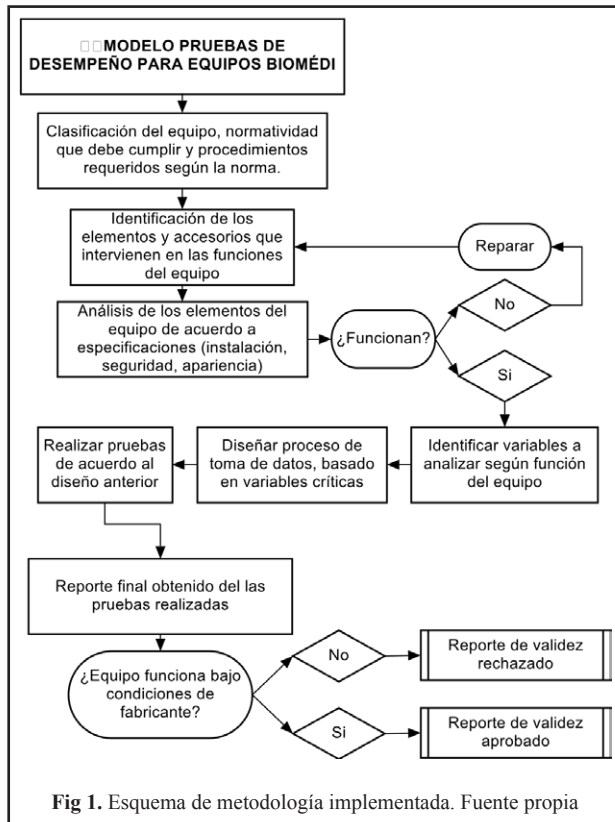 MODELO PRUEBAS DE
DESEMPEÑO PARA EQUIPOS BIOMÉDI
Clasificación del equipo, normatividad
que debe cumplir y procedimientos
requeridos según la norma.
Identificación de los
elementos y accesorios que
intervienen en las funciones
del equipo
Reparar
Análisis de los elementos del
equipo de acuerdo a
especificaciones (instalación,
seguridad, apariencia)
¿Funcionan?
No
Si
Realizar pruebas
de acuerdo al
diseño anterior
Diseñar proceso de
toma de datos, basado
en variables críticas
Identificar variables a
analizar según función
del equipo
Reporte final obtenido del las
pruebas realizadas
¿Equipo funciona bajo
condiciones de
fabricante?
No
Reporte de validez
rechazado
Si
Reporte de validez
aprobado
Fig 1. Esquema de metodología implementada. Fuente propia